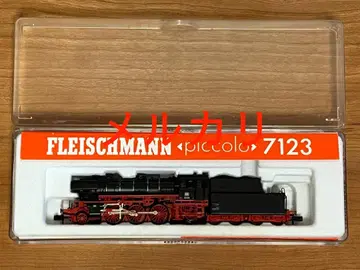 メルカリ
FLEISCHMANN piccolo 7123